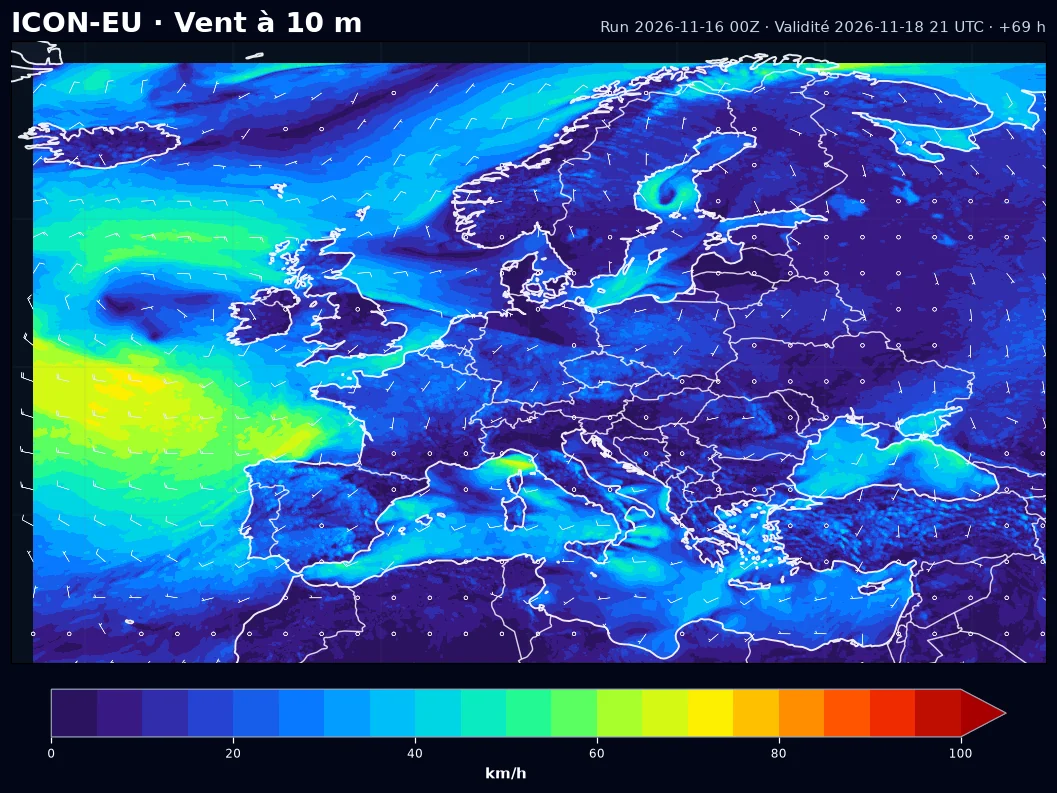 ICON-EU · Vent à 10 m
Run 2026-11-16 00Z · Validité 2026-11-18 21 UTC · +69 h
0 20 40 60 80 100
km/h